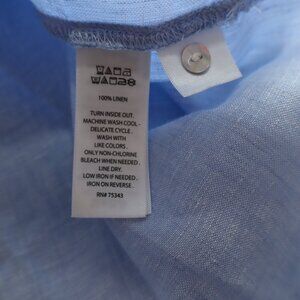 100% LINEN
TURN INSIDE OUT.
MACHINE WASH COOL -
DELICATE CYCLE.
WASH WITH
LIKE COLORS.
ONLY NON-CHLORINE
BLEACH WHEN NEEDED.
LINE DRY.
LOW IRON IF NEEDED.
IRON ON REVERSE.
RN# 75343